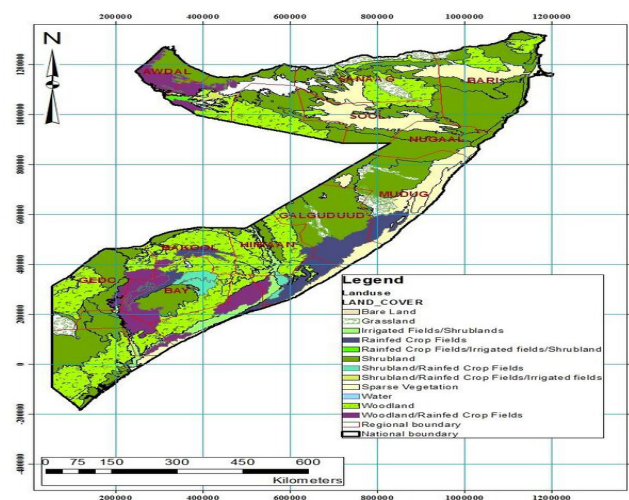 200000 400000 600000 800000 1000000 1200000
N
1200000
1000000
800000
600000
400000
200000
0
-200000
-400000
AWDAL
SANAAG
BARI
SOOL
NUGAAL
MUDUG
GALGUDUUD
HIRAAN
BAKOOL
GEDO
BAY
Legend
Landuse
LAND_COVER
Bare Land
Grassland
Irrigated Fields/Shrublands
Rainfed Crop Fields
Rainfed Crop Fields/Irrigated fields/Shrubland
Shrubland
Shrubland/Rainfed Crop Fields
Shrubland/Rainfed Crop Fields/Irrigated fields
Sparse Vegetation
Water
Woodland
Woodland/Rainfed Crop Fields
Regional boundary
National boundary
0 75 150 300 450 600
Kilometers
200000 400000 600000 800000 1000000 1200000